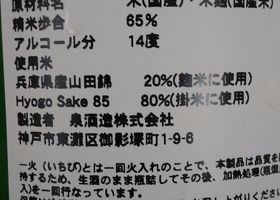 原材料名 米(国産)・米麹(国産米)
精米歩合 65%
アルコール分 14度
使用米
兵庫県産山田錦 20%(麹米に使用)
Hyogo Sake 85 80%(掛米に使用)
製造者 泉酒造株式会社
神戸市東灘区御影塚町1-9-6
一火(いちび)とは一回火入れのことで、本製品は品質を
持するため、生酒のまま瓶詰してその後、加熱処理(瓶
入)を一回行なっています。